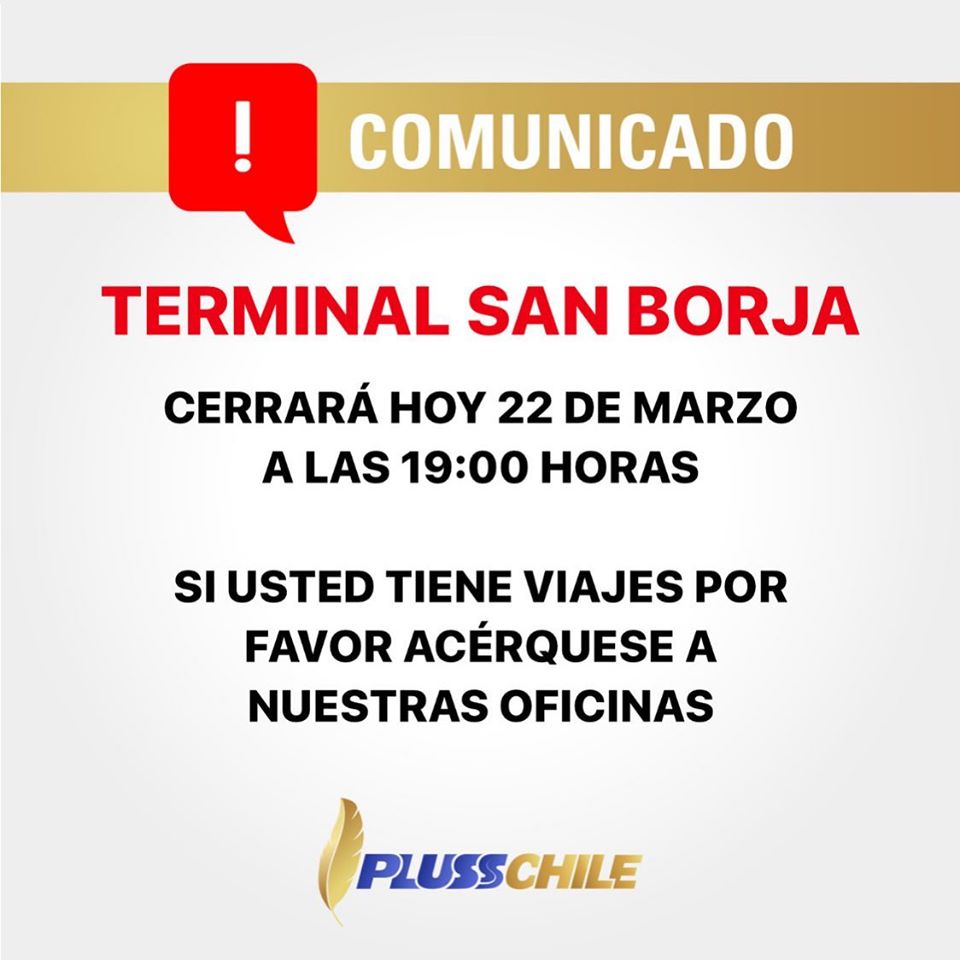 !
COMUNICADO
TERMINAL SAN BORJA
CERRARÁ HOY 22 DE MARZO
A LAS 19:00 HORAS
SI USTED TIENE VIAJES POR
FAVOR ACÉRQUESE A
NUESTRAS OFICINAS
PLUSSCHILE